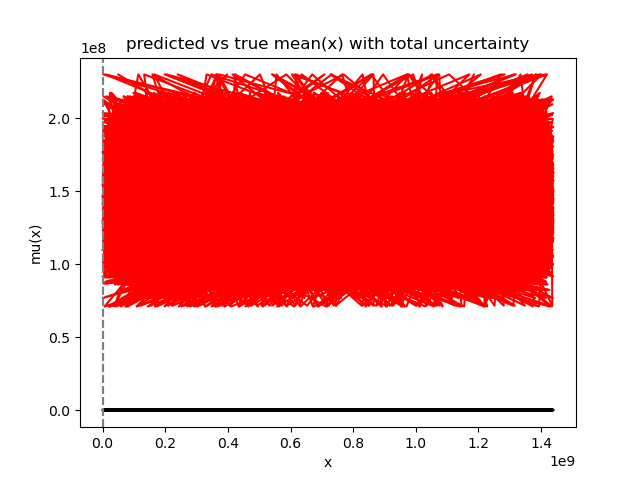 predicted vs true mean(x) with total uncertainty
1e8
2.0
1.5
1.0
0.5
0.0
mu(x)
0.0 0.2 0.4 0.6 0.8 1.0 1.2 1.4
1e9
x